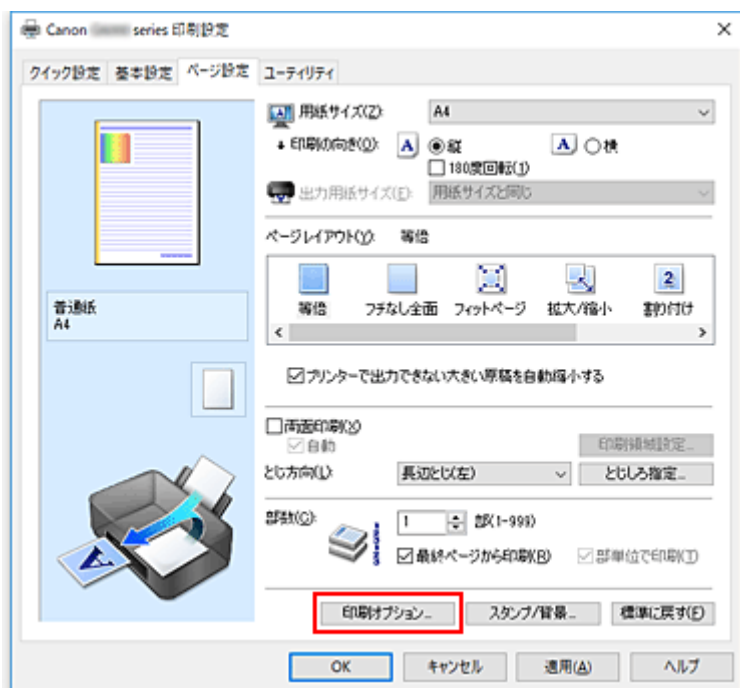 Canon series 印刷設定
クイック設定 基本設定 ページ設定 ユーティリティ
用紙サイズ(Z): A4
印刷の向き(O): A 縦 A 横
180度回転(1)
出力用紙サイズ(E): 用紙サイズと同じ
ページレイアウト(Y): 等倍
2
等倍 フチなし全面 フィットページ 拡大/縮小 割り付け
普通紙
A4
プリンターで出力できない大きい原稿を自動縮小する
両面印刷(X)
自動 印刷領域設定...
とじ方向(L): 長辺とじ(左) とじしろ指定...
部数(C): 1 部(1-999)
最終ページから印刷(R) 部単位で印刷(T)
A
印刷オプション... スタンプ/背景... 標準に戻す(F)
OK キャンセル 適用(A) ヘルプ